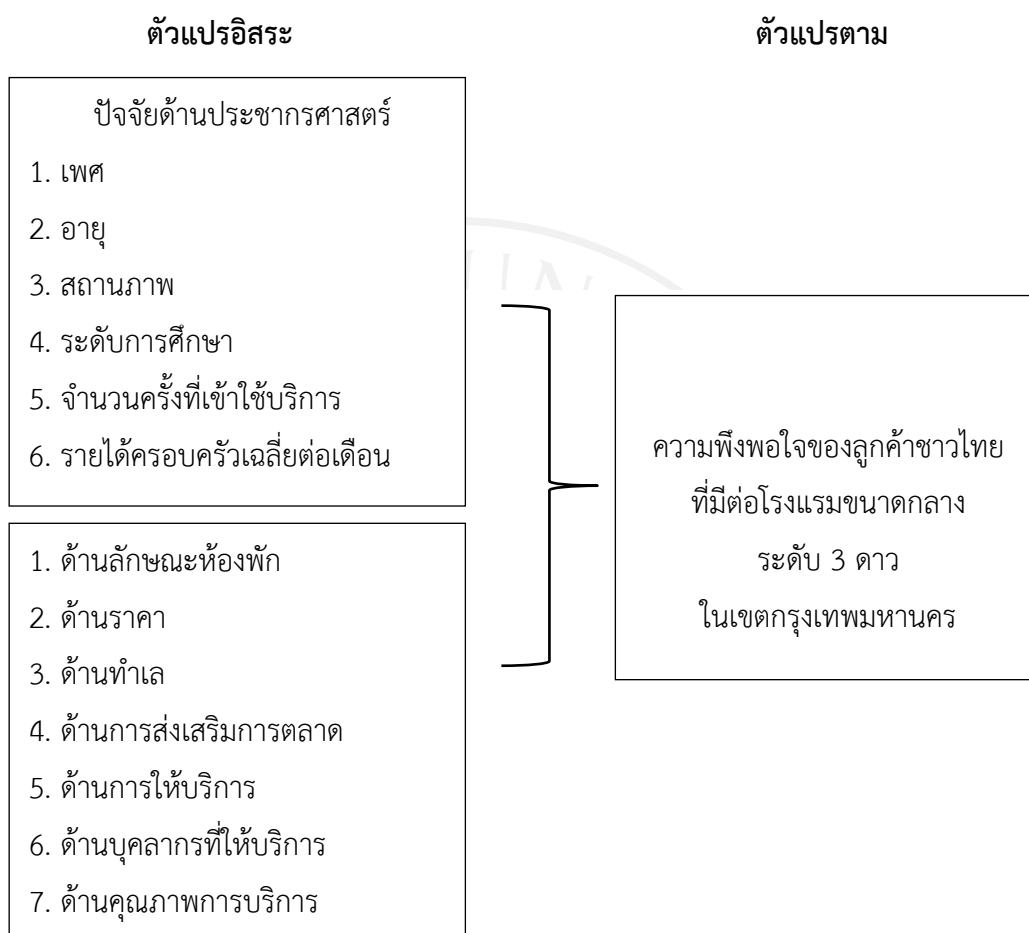 ตัวแปรอิสระ
ตัวแปรตาม
ปัจจัยด้านประชากรศาสตร์
1. เพศ
2. อายุ
3. สถานภาพ
4. ระดับการศึกษา
5. จำนวนครั้งที่เข้าใช้บริการ
6. รายได้ครอบครัวเฉลี่ยต่อเดือน
1. ด้านลักษณะห้องพัก
2. ด้านราคา
3. ด้านทำเล
4. ด้านการส่งเสริมการตลาด
5. ด้านการให้บริการ
6. ด้านบุคลากรที่ให้บริการ
7. ด้านคุณภาพการบริการ
ความพึงพอใจของลูกค้าชาวไทย
ที่มีต่อโรงแรมขนาดกลาง
ระดับ 3 ดาว
ในเขตกรุงเทพมหานคร